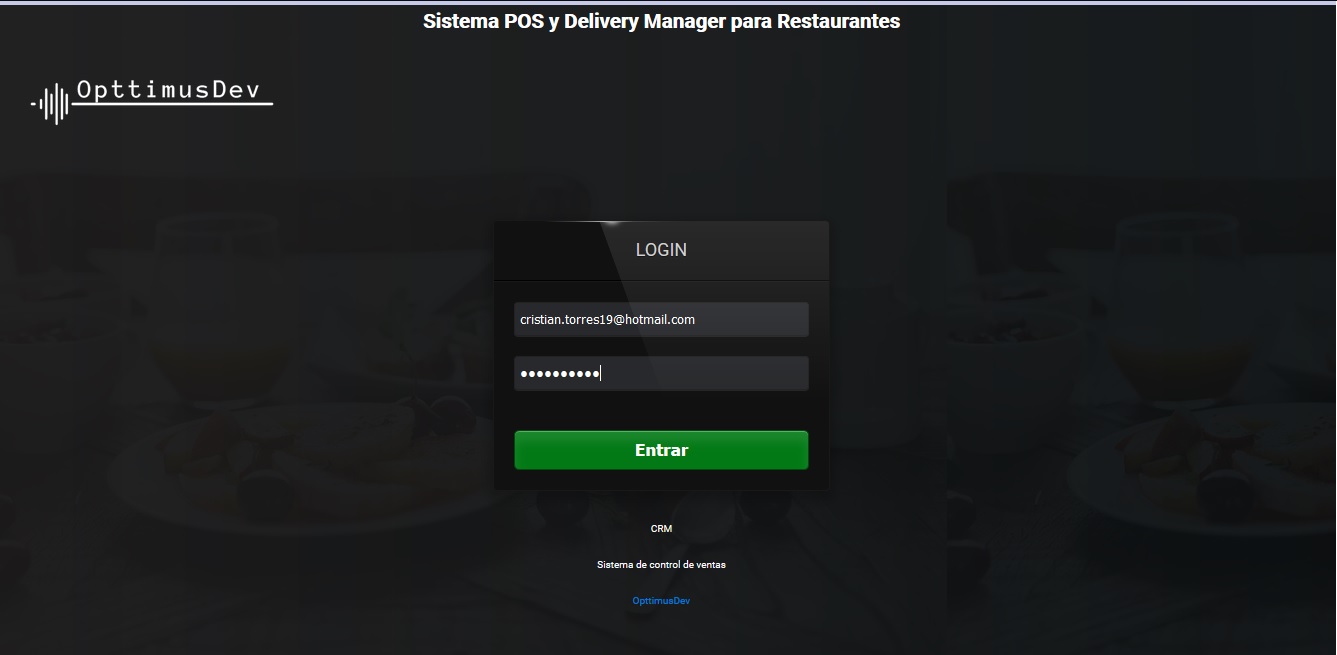 Sistema POS y Delivery Manager para Restaurantes
OpttimusDev
LOGIN
cristian.torres19@hotmail.com
••••••••••
Entrar
CRM
Sistema de control de ventas
OpttimusDev